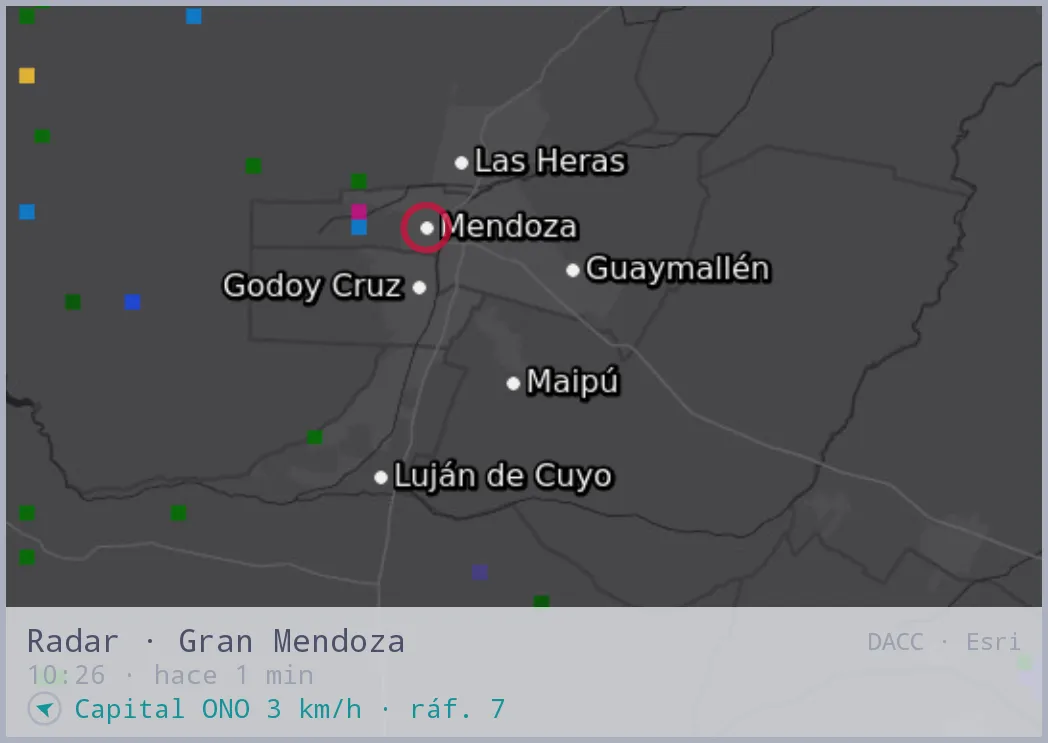 Las Heras
Mendoza
Guaymallén
Godoy Cruz
Maipú
Luján de Cuyo
Radar · Gran Mendoza
DACC · Esri
10:26 · hace 1 min
Capital ONO 3 km/h · ráf. 7